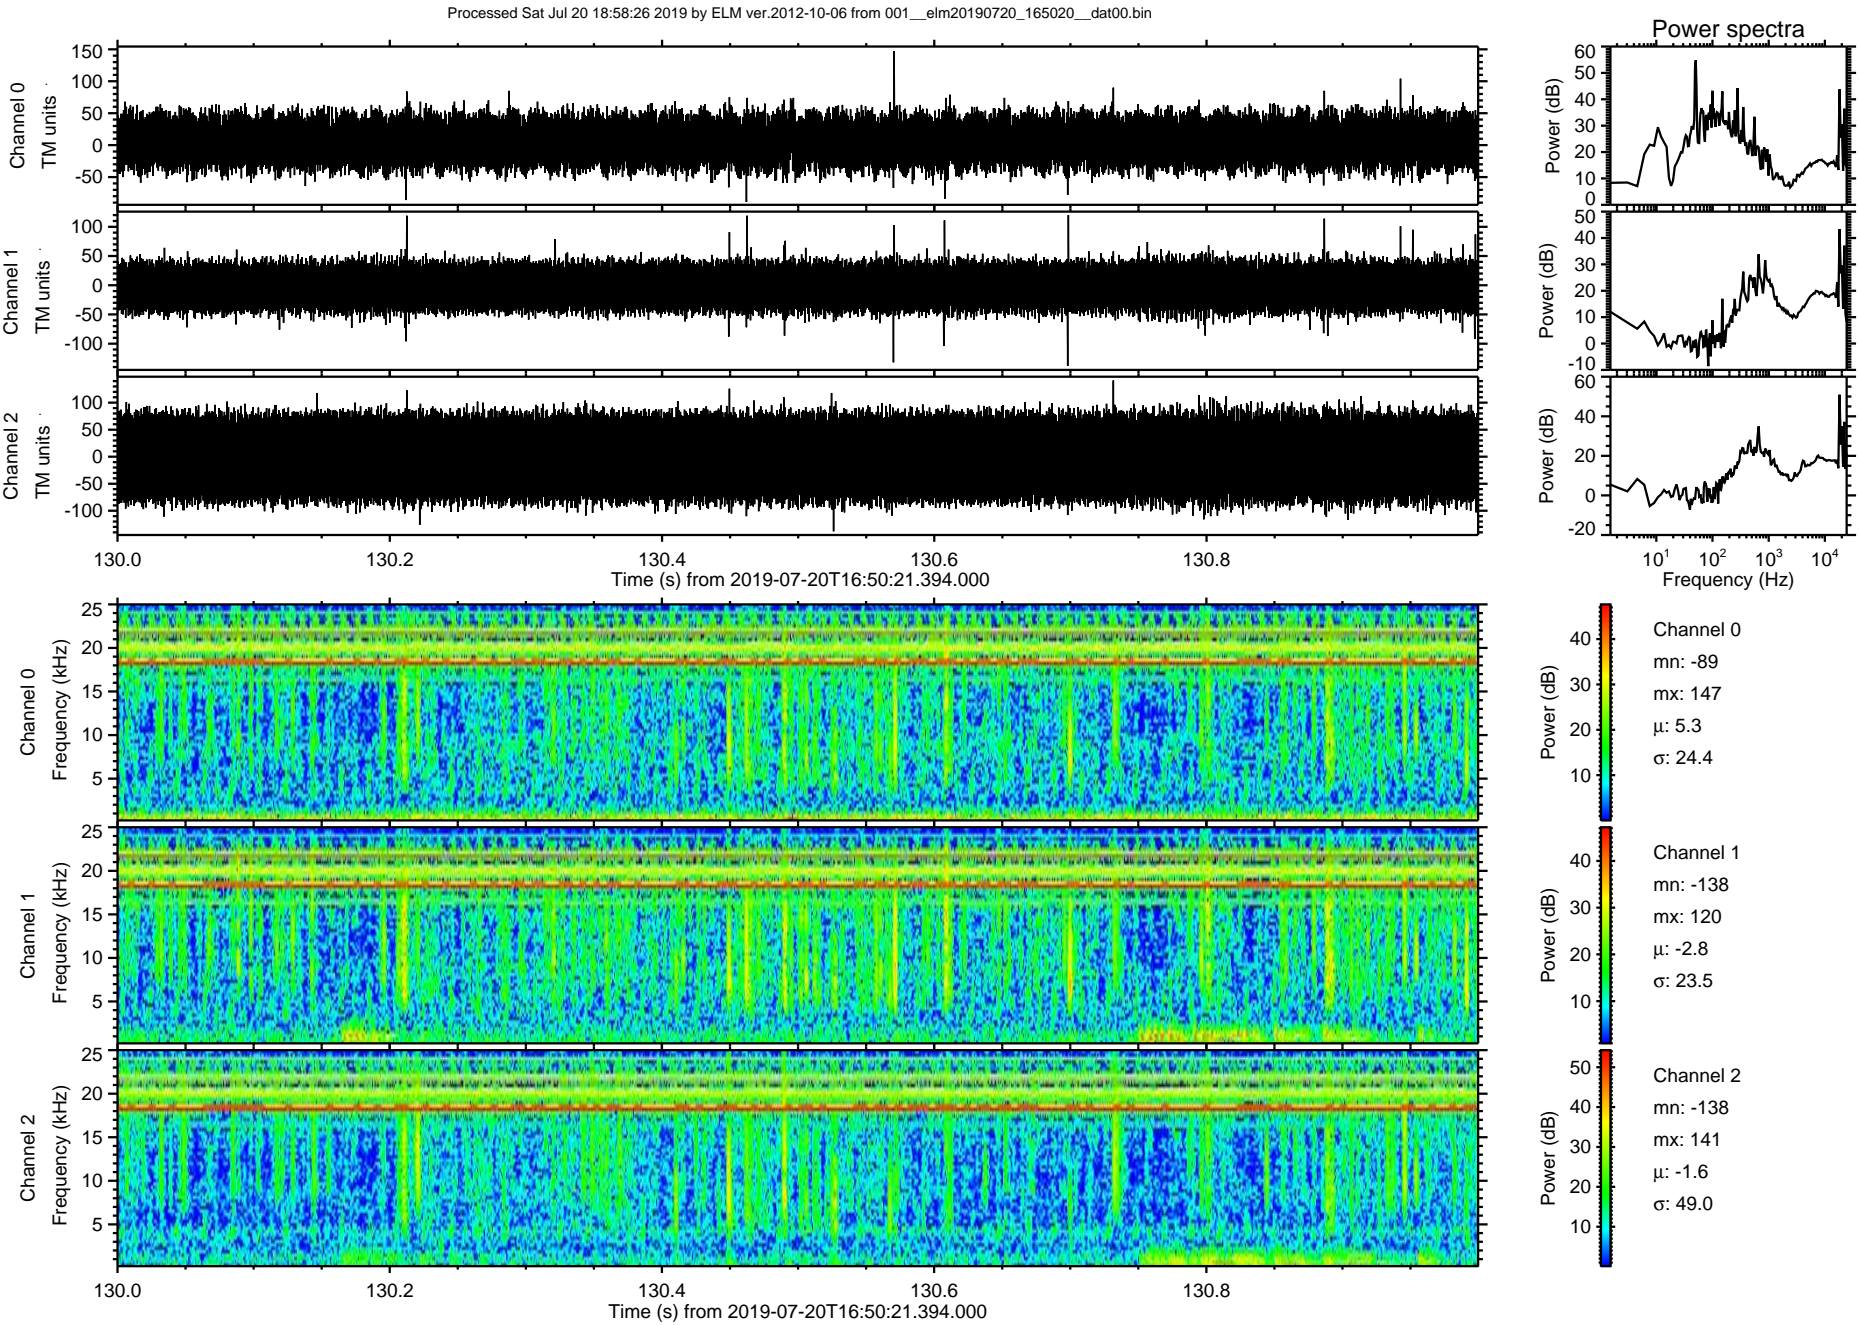 Processed Sat Jul 20 18:58:26 2019 by ELM ver.2012-10-06 from 001__elm20190720_165020__dat00.bin
Power spectra
Channel 0
TM units
150
100
50
0
-50
Power (dB)
60
50
40
30
20
10
0
Channel 1
TM units
100
50
0
-50
-100
Power (dB)
50
40
30
20
10
0
-10
Channel 2
TM units
100
50
0
-50
-100
Power (dB)
60
40
20
0
-20
130.0 130.2 130.4 130.6 130.8
Time (s) from 2019-07-20T16:50:21.394.000
10¹ 10² 10³ 10⁴
Frequency (Hz)
Channel 0
Frequency (kHz)
25
20
15
10
5
Power (dB)
40
30
20
10
Channel 0
mn: -89
mx: 147
μ: 5.3
σ: 24.4
Channel 1
Frequency (kHz)
25
20
15
10
5
Power (dB)
40
30
20
10
Channel 1
mn: -138
mx: 120
μ: -2.8
σ: 23.5
Channel 2
Frequency (kHz)
25
20
15
10
5
Power (dB)
50
40
30
20
10
Channel 2
mn: -138
mx: 141
μ: -1.6
σ: 49.0
130.0 130.2 130.4 130.6 130.8
Time (s) from 2019-07-20T16:50:21.394.000